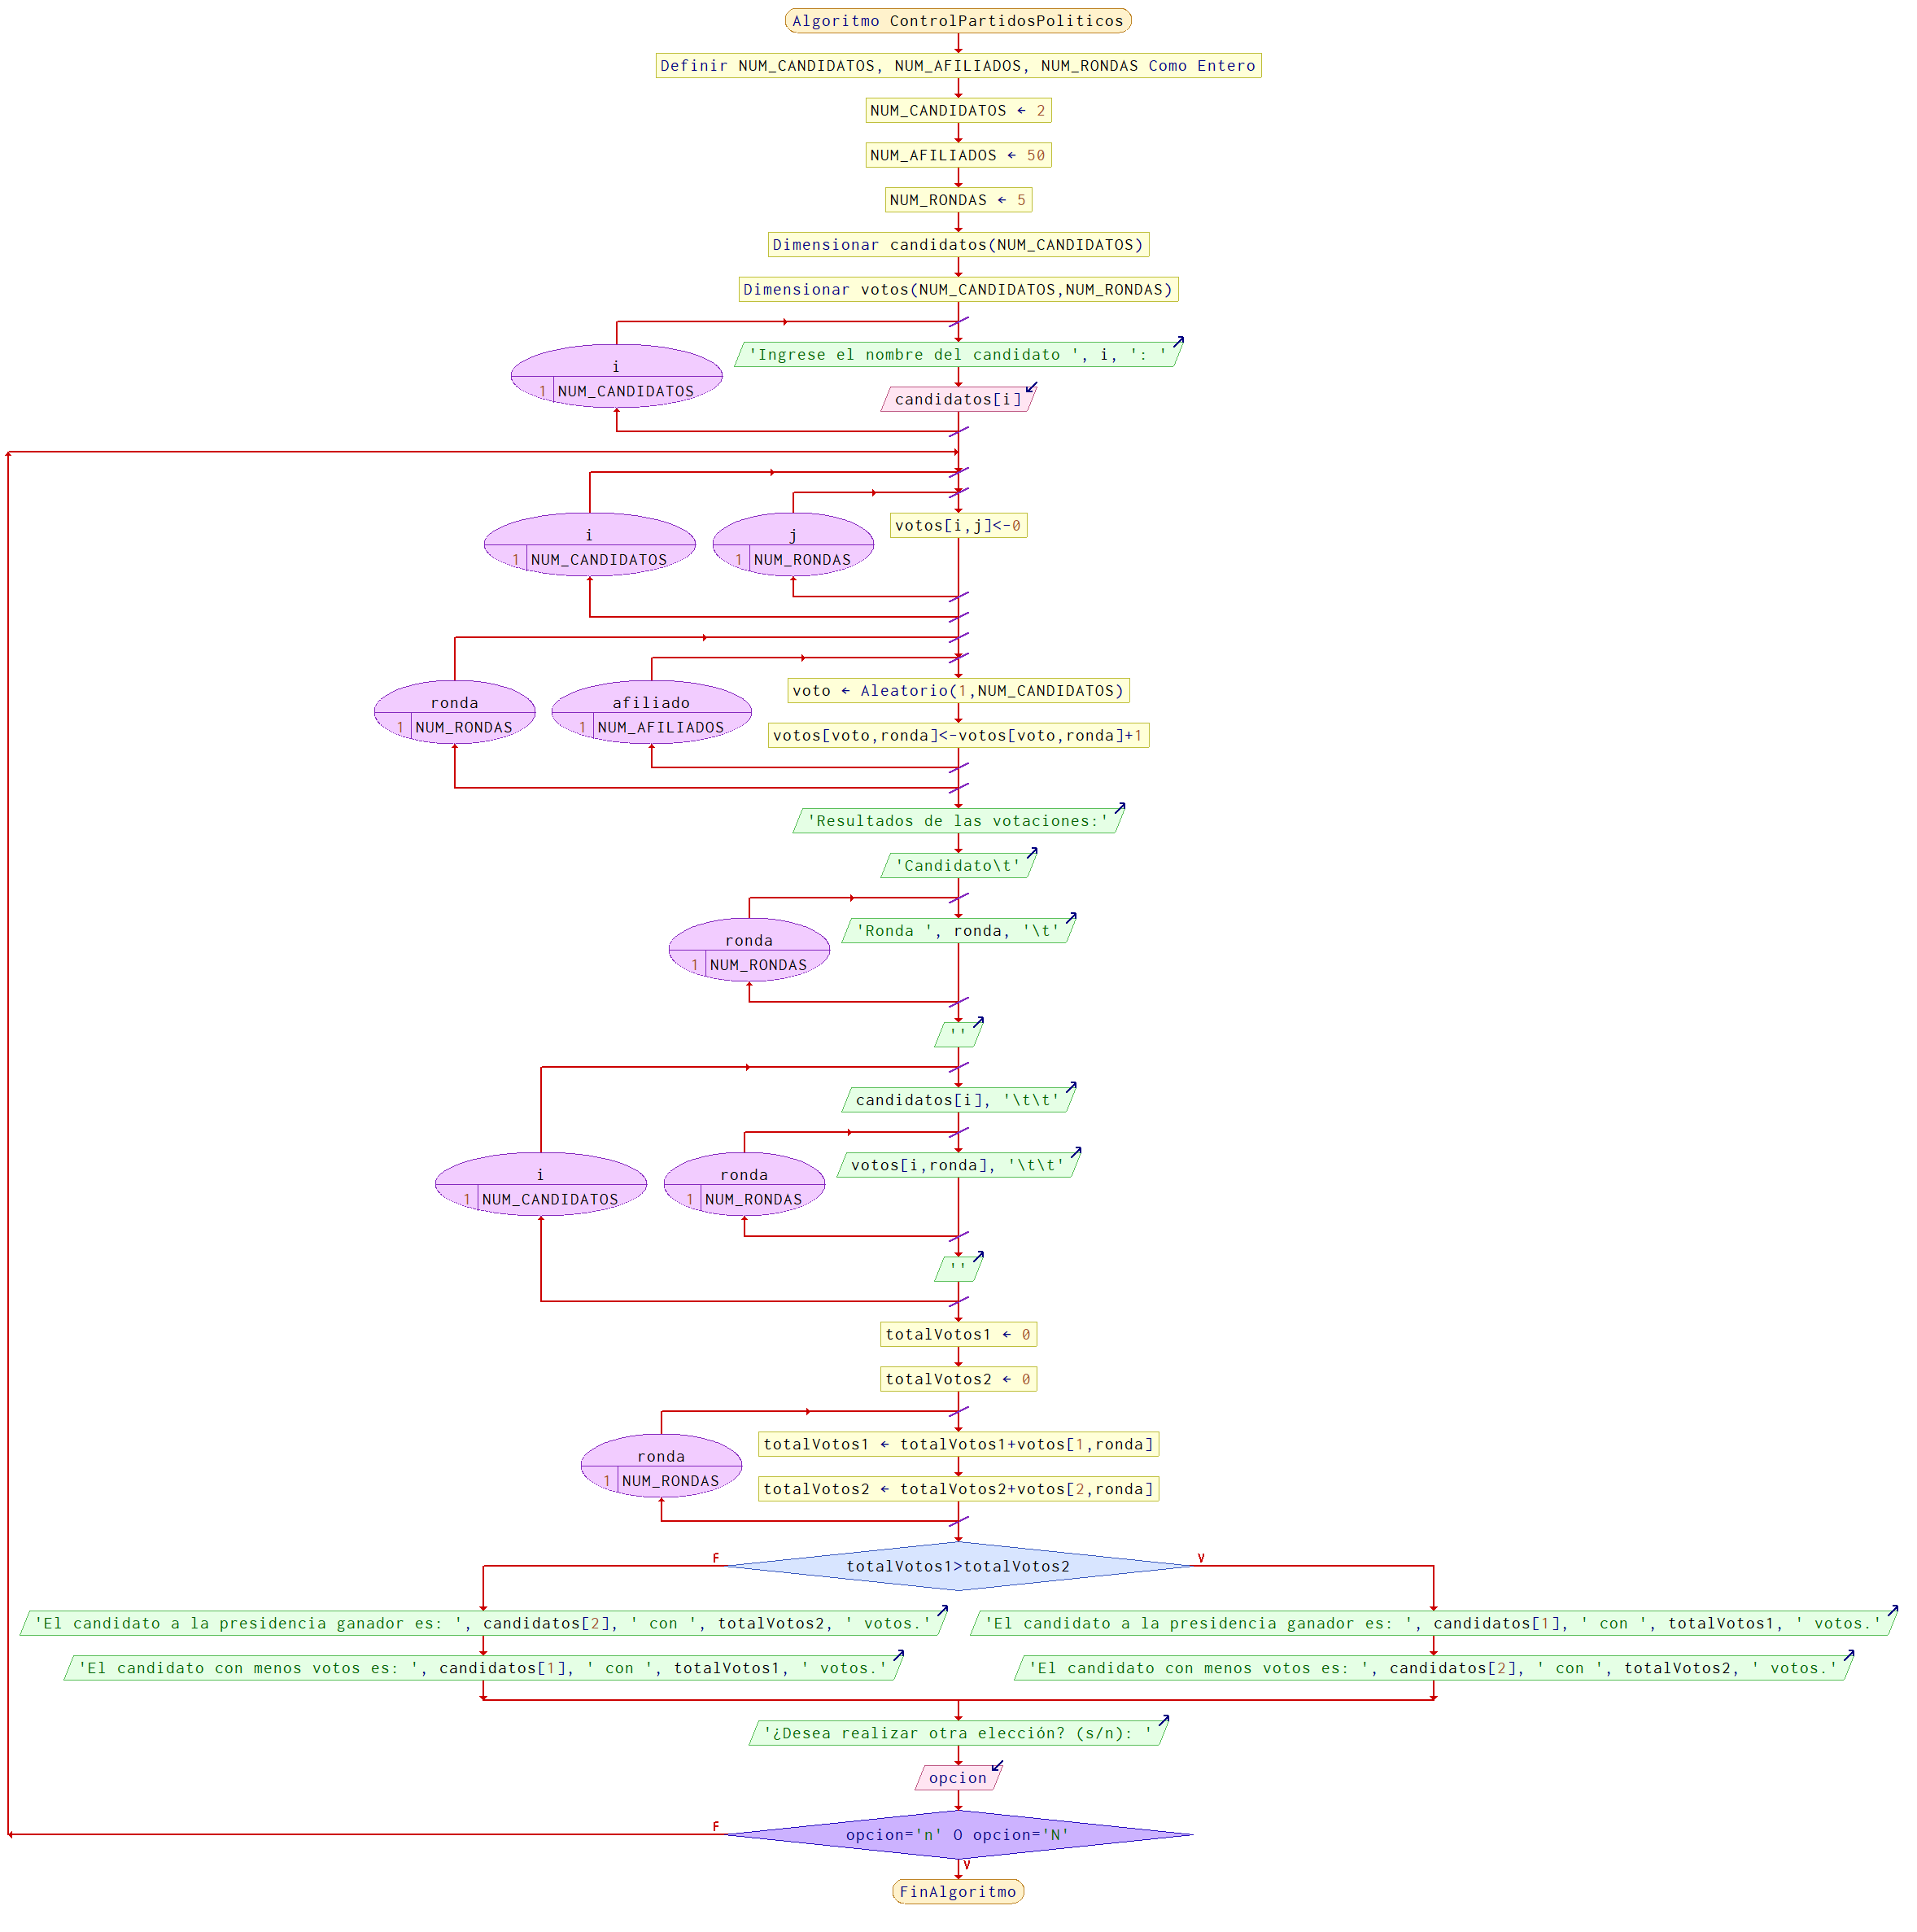 Algoritmo ControlPartidosPoliticos
Definir NUM_CANDIDATOS, NUM_AFILIADOS, NUM_RONDAS Como Entero
NUM_CANDIDATOS ← 2
NUM_AFILIADOS ← 50
NUM_RONDAS ← 5
Dimensionar candidatos(NUM_CANDIDATOS)
Dimensionar votos(NUM_CANDIDATOS,NUM_RONDAS)
i
1 NUM_CANDIDATOS
'Ingrese el nombre del candidato ', i, ': '
candidatos[i]
i
1 NUM_CANDIDATOS
j
1 NUM_RONDAS
votos[i,j]<-0
ronda
1 NUM_RONDAS
afiliado
1 NUM_AFILIADOS
voto ← Aleatorio(1,NUM_CANDIDATOS)
votos[voto,ronda]<-votos[voto,ronda]+1
'Resultados de las votaciones:'
'Candidato\t'
ronda
1 NUM_RONDAS
'Ronda ', ronda, '\t'
''
i
1 NUM_CANDIDATOS
candidatos[i], '\t\t'
ronda
1 NUM_RONDAS
votos[i,ronda], '\t\t'
''
totalVotos1 ← 0
totalVotos2 ← 0
ronda
1 NUM_RONDAS
totalVotos1 ← totalVotos1+votos[1,ronda]
totalVotos2 ← totalVotos2+votos[2,ronda]
F
totalVotos1>totalVotos2
V
'El candidato a la presidencia ganador es: ', candidatos[2], ' con ', totalVotos2, ' votos.'
'El candidato con menos votos es: ', candidatos[1], ' con ', totalVotos1, ' votos.'
'El candidato a la presidencia ganador es: ', candidatos[1], ' con ', totalVotos1, ' votos.'
'El candidato con menos votos es: ', candidatos[2], ' con ', totalVotos2, ' votos.'
'¿Desea realizar otra elección? (s/n): '
opcion
F
opcion='n' O opcion='N'
V
FinAlgoritmo